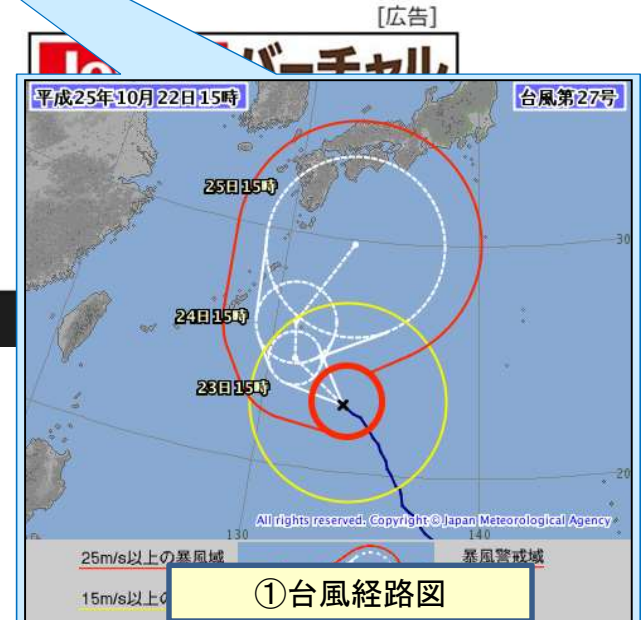 [広告]
バーチャル
平成25年10月22日15時
台風第27号
25日15時
30
24日15時
23日15時
20
All rights reserved. Copyright © Japan Meteorological Agency
130
140
25m/s以上の暴風域
暴風警戒域
15m/s以上の
①台風経路図